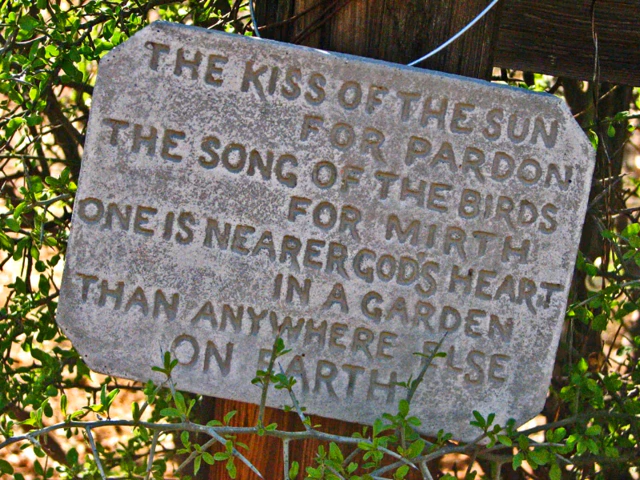 THE KISS OF THE SUN
FOR PARDON
THE SONG OF THE BIRDS
FOR MIRTH
ONE IS NEARER GOD'S HEART
IN A GARDEN
THAN ANYWHERE ELSE
ON EARTH